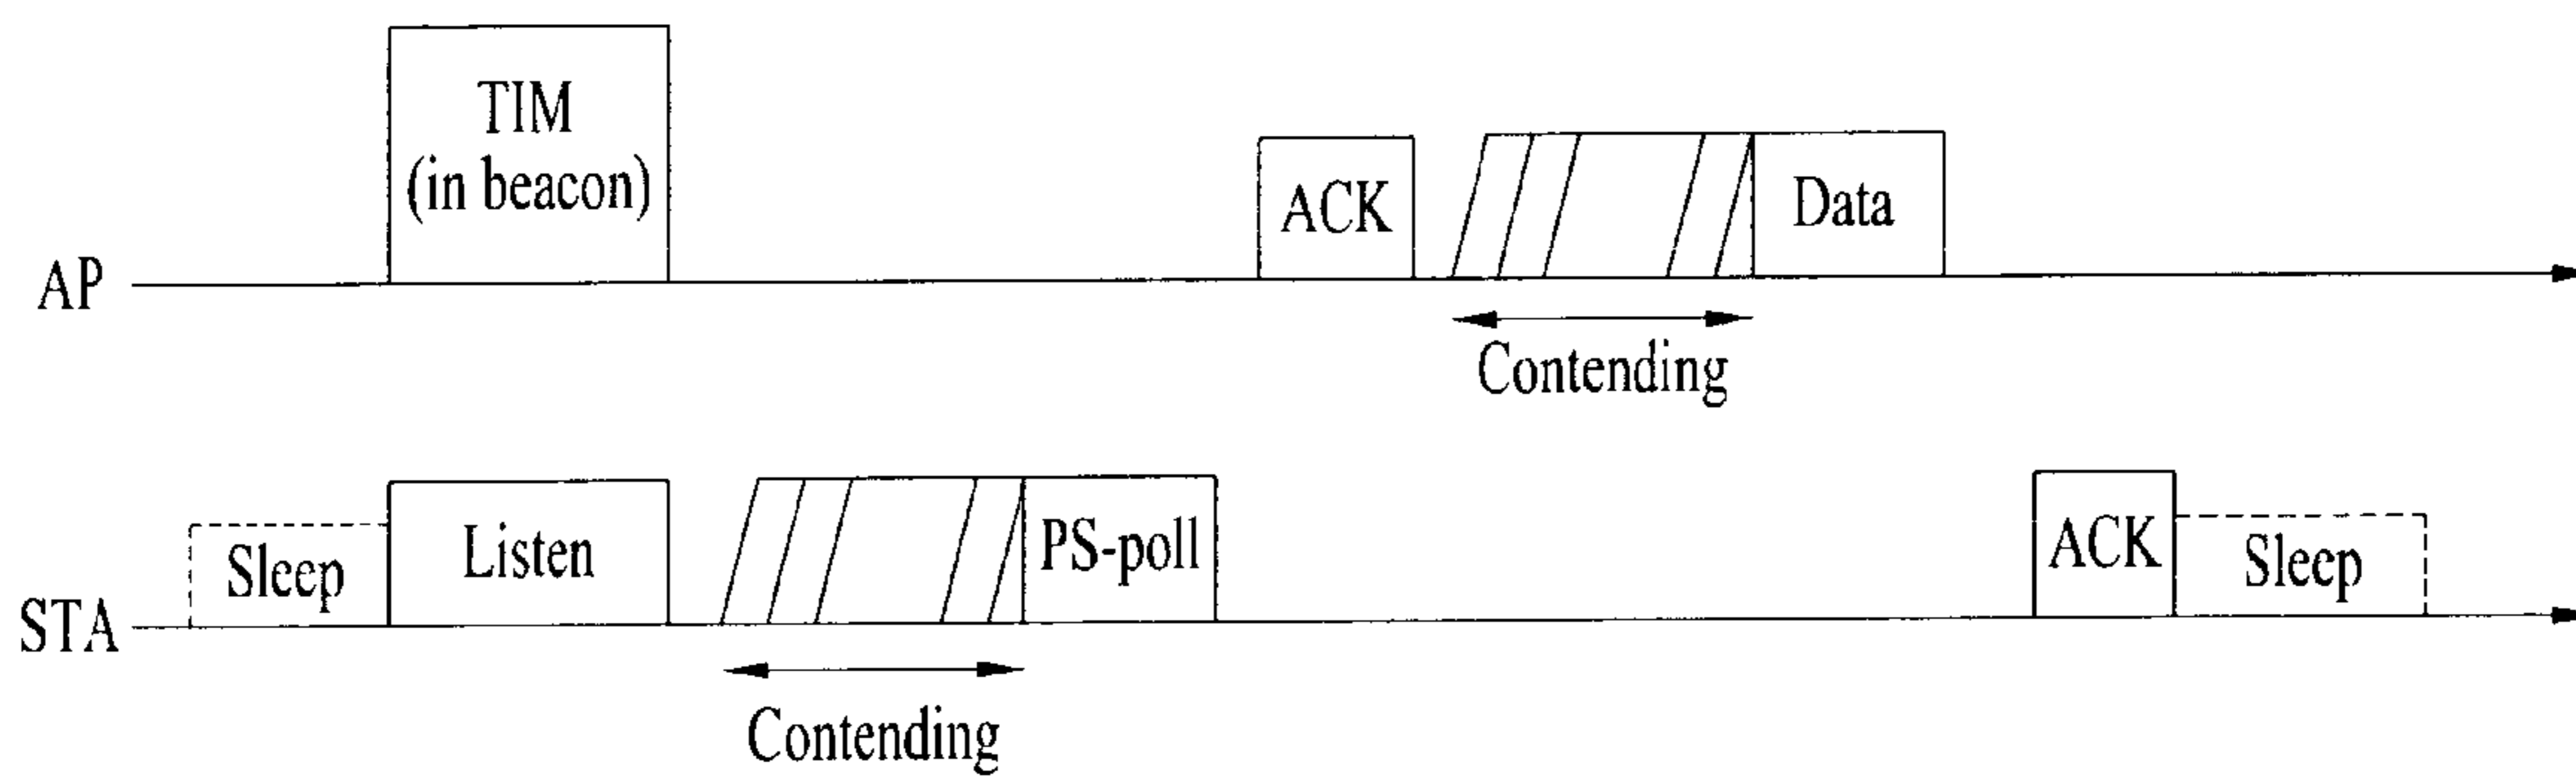 TIM
(in beacon)
ACK
Data
AP
Contending
Sleep
Listen
PS-poll
ACK
Sleep
STA
Contending